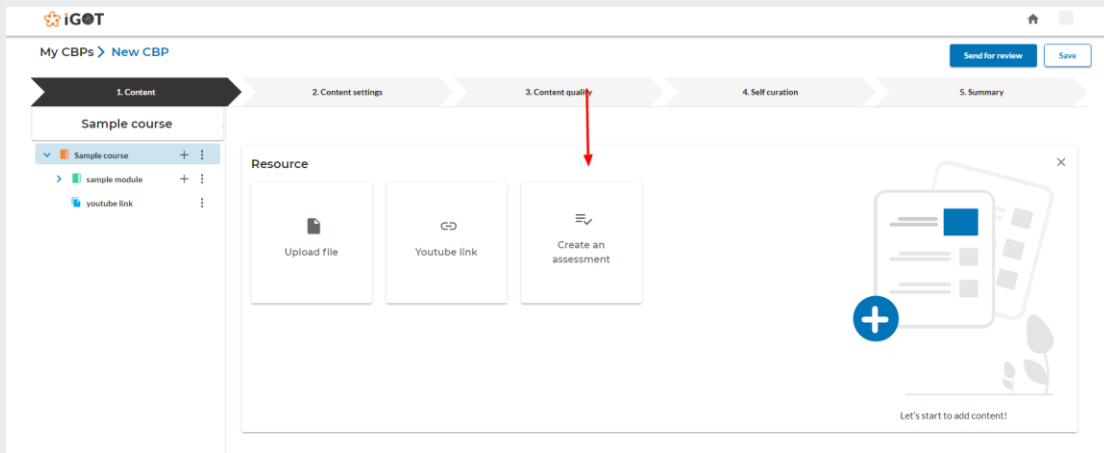 iGOT
My CBPs > New CBP
Send for review
Save
1. Content
2. Content settings
3. Content quality
4. Self curation
5. Summary
Sample course
Sample course
sample module
youtube link
Resource
Upload file
Youtube link
Create an
assessment
Let's start to add content!